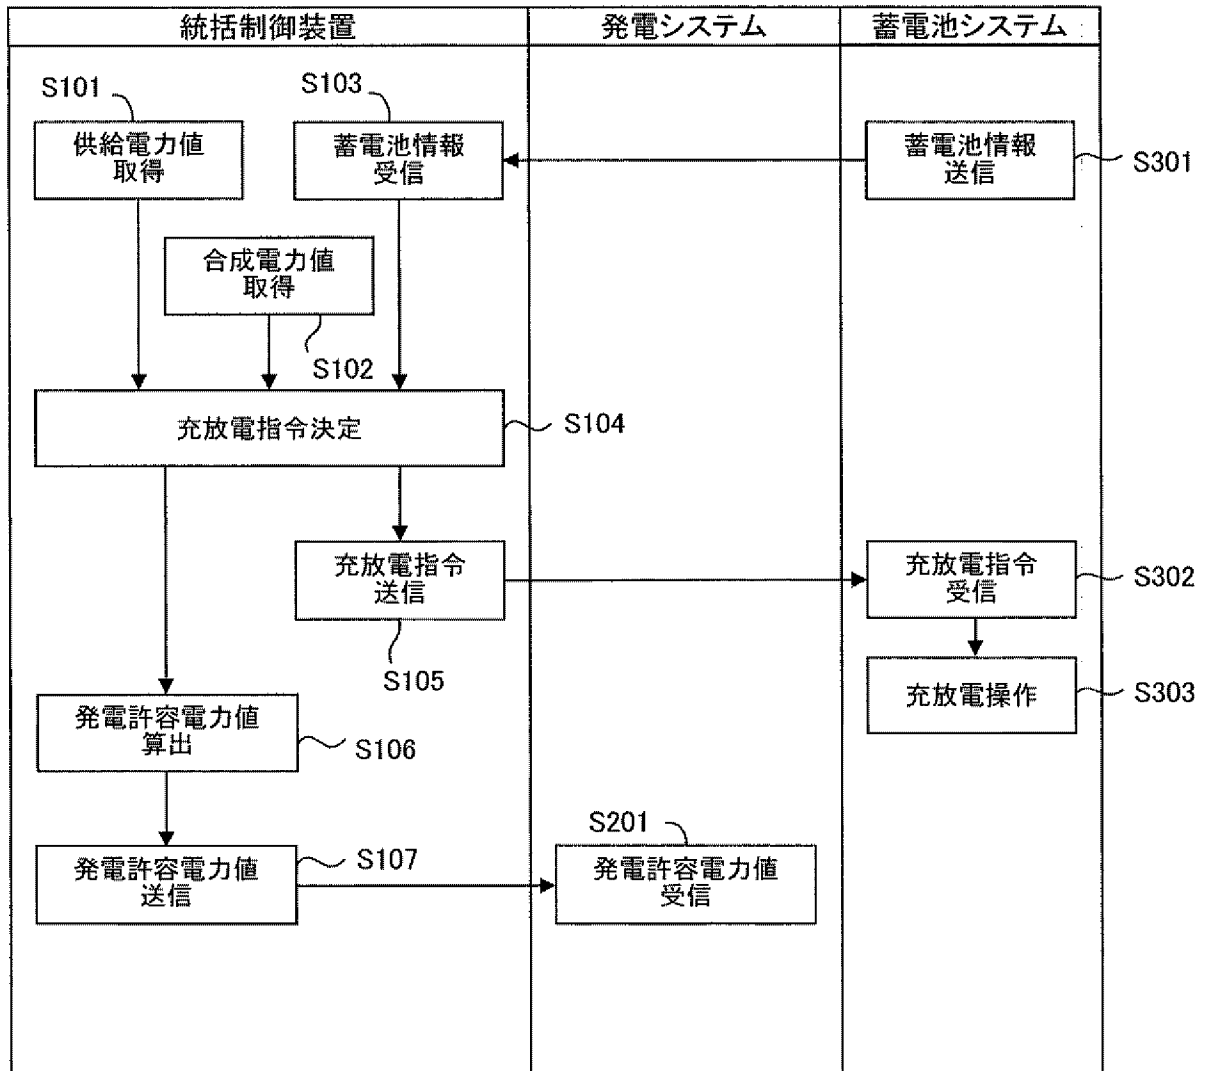 統括制御装置
発電システム
蓄電池システム
S101
S103
供給電力値
取得
蓄電池情報
受信
蓄電池情報
送信
S301
合成電力値
取得
S102
充放電指令決定
S104
充放電指令
送信
充放電指令
受信
S302
S105
充放電操作
S303
発電許容電力値
算出
S106
S201
発電許容電力値
送信
S107
発電許容電力値
受信